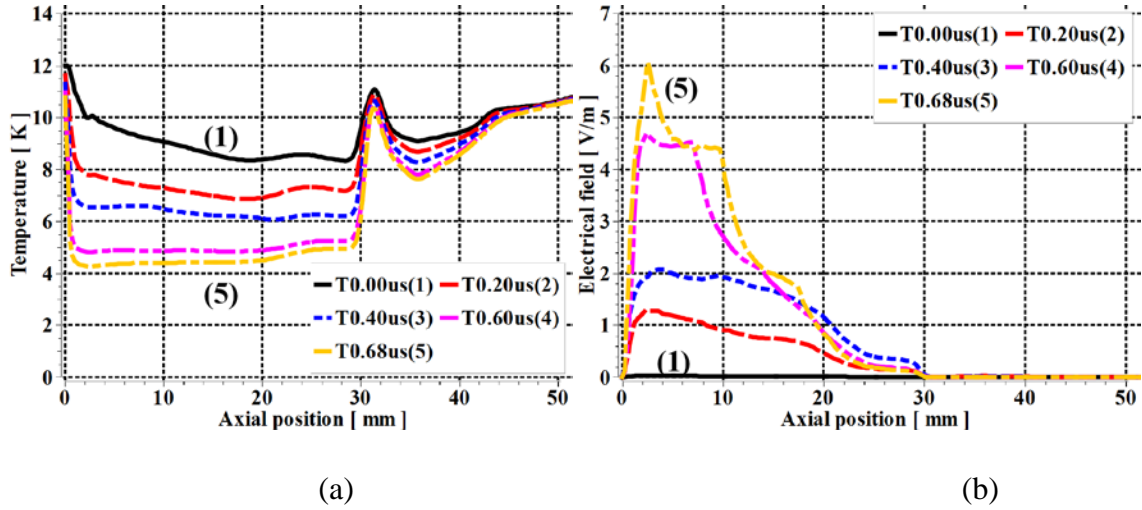 14
12
10
8
6
4
2
0
Temperature [ K ]
(1)
(5)
T0.00us(1) T0.20us(2)
T0.40us(3) T0.60us(4)
T0.68us(5)
0 10 20 30 40 50
Axial position [ mm ]
(a)
7
6
5
4
3
2
1
0
Electrical field [ V/m ]
T0.00us(1) T0.20us(2)
T0.40us(3) T0.60us(4)
T0.68us(5)
(5)
(1)
0 10 20 30 40 50
Axial position [ mm ]
(b)